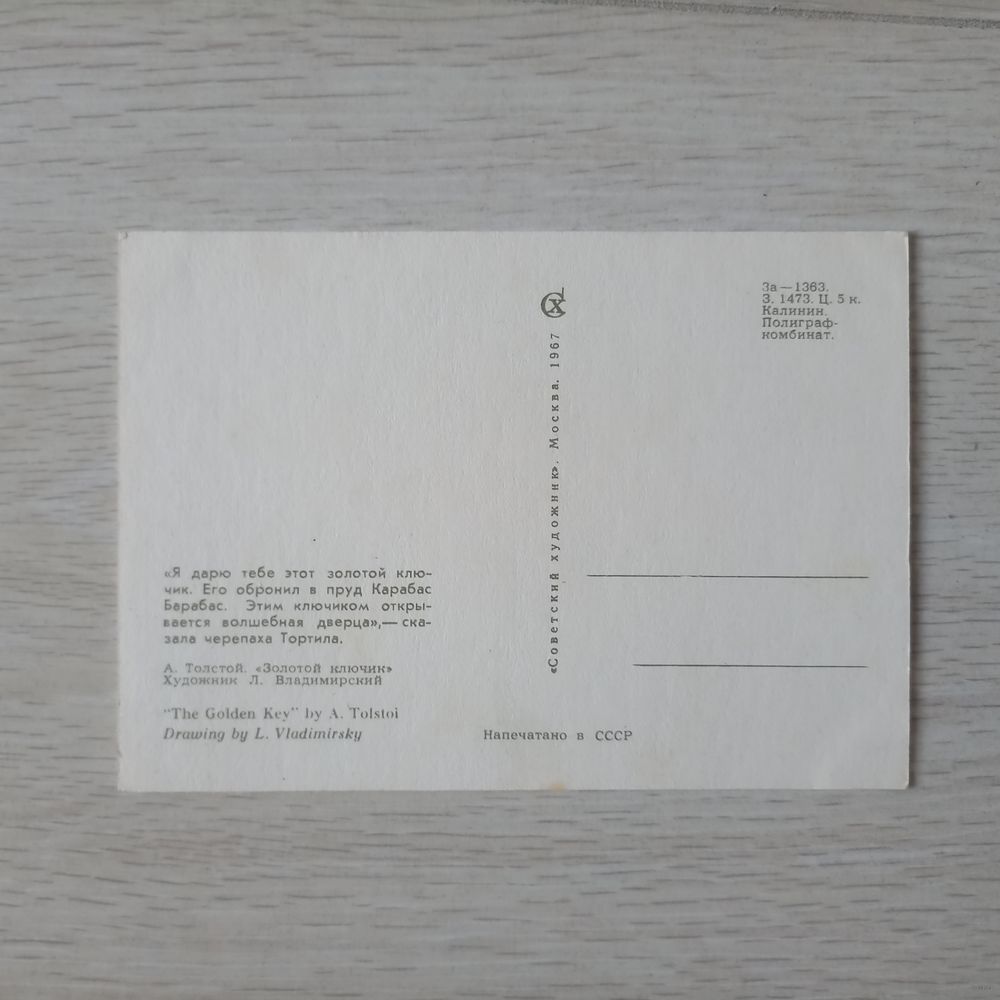 «Я дарю тебе этот золотой клю-
чик. Его обронил в пруд Карабас
Барабас. Этим ключиком откры-
вается волшебная дверца»,— ска-
зала черепаха Тортила.
А. Толстой. «Золотой ключик»
Художник Л. Владимирский
"The Golden Key" by A. Tolstoi
Drawing by L. Vladimirsky
СХ
«Советский художник». Москва. 1967
Напечатано в СССР
3а—1363.
З. 1473. Ц. 5 к.
Калинин.
Полиграф-
комбинат.